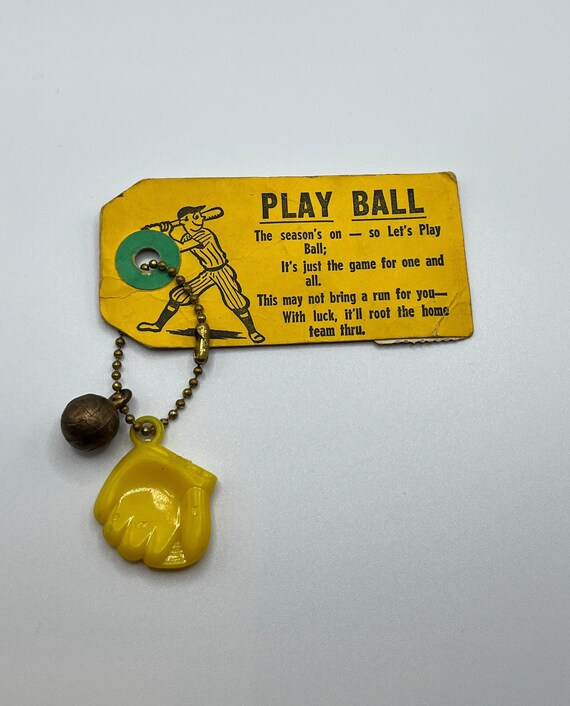 PLAY BALL
The season's on — so Let's Play
Ball;
It's just the game for one and
all.
This may not bring a run for you—
With luck, it'll root the home
team thru.